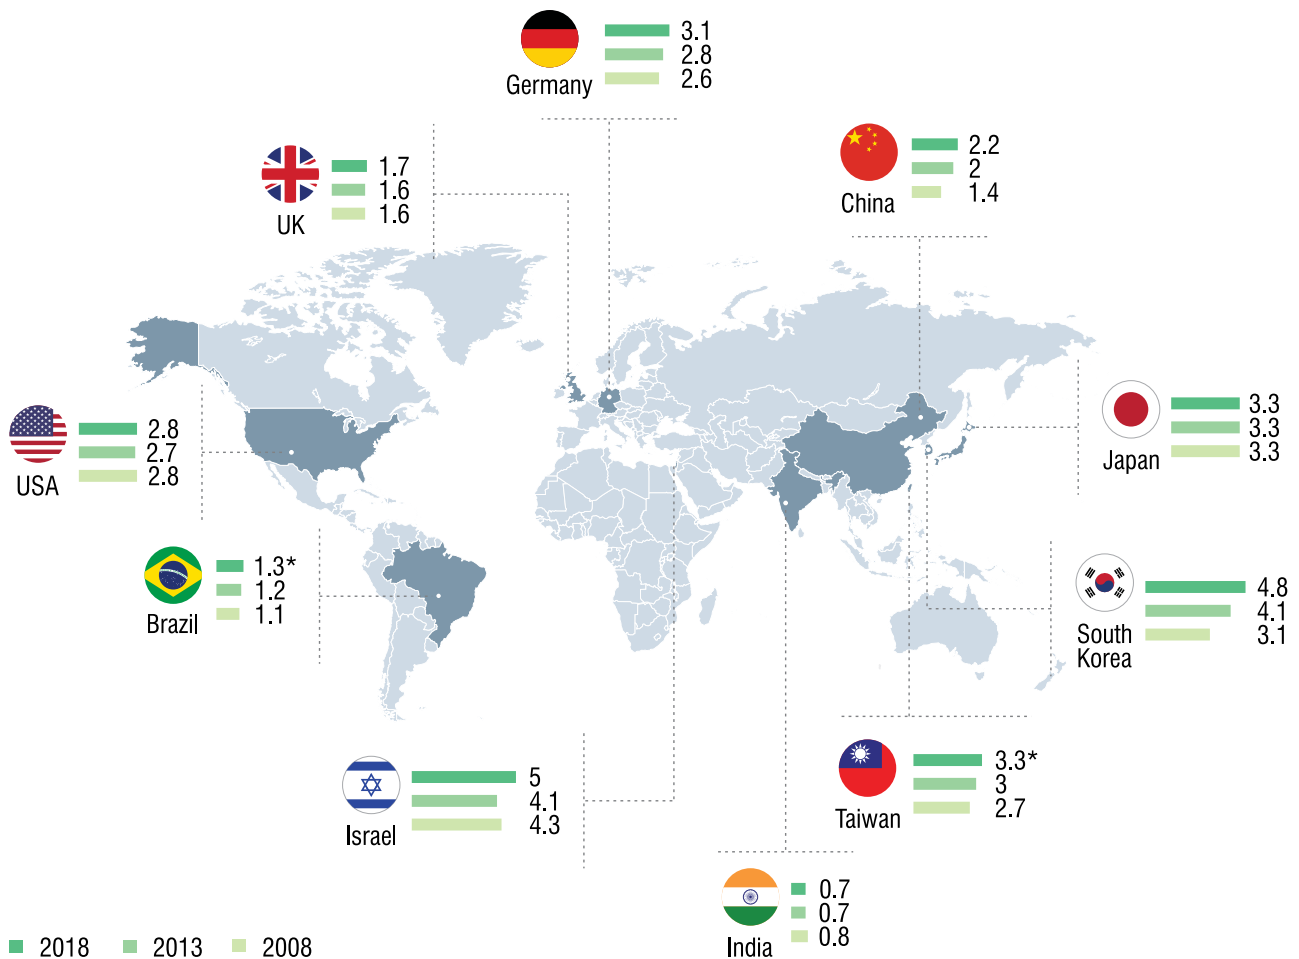 3.1
2.8
2.6
Germany
1.7
1.6
1.6
UK
2.2
2
1.4
China
2.8
2.7
2.8
USA
3.3
3.3
3.3
Japan
1.3*
1.2
1.1
Brazil
4.8
4.1
3.1
South
Korea
5
4.1
4.3
Israel
3.3*
3
2.7
Taiwan
0.7
0.7
0.8
India
2018 2013 2008